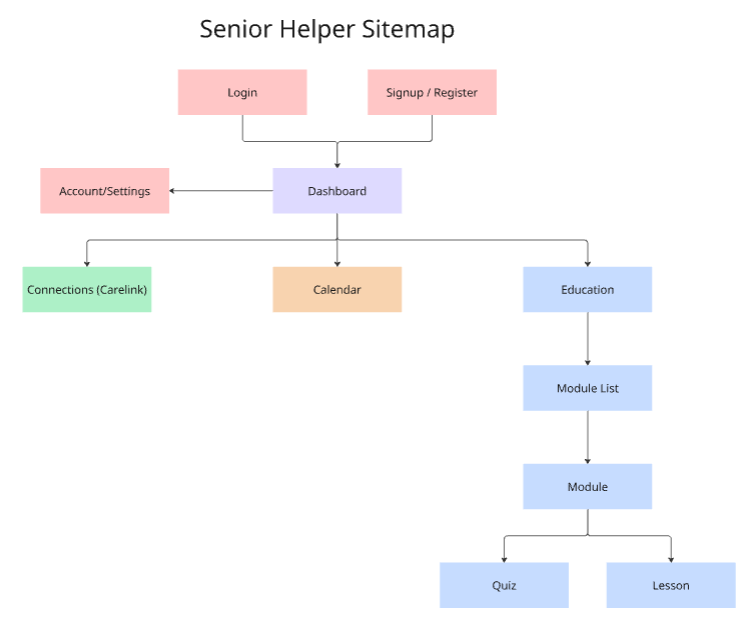 Senior Helper Sitemap
Login
Signup / Register
Account/Settings
Dashboard
Connections (Carelink)
Calendar
Education
Module List
Module
Quiz
Lesson